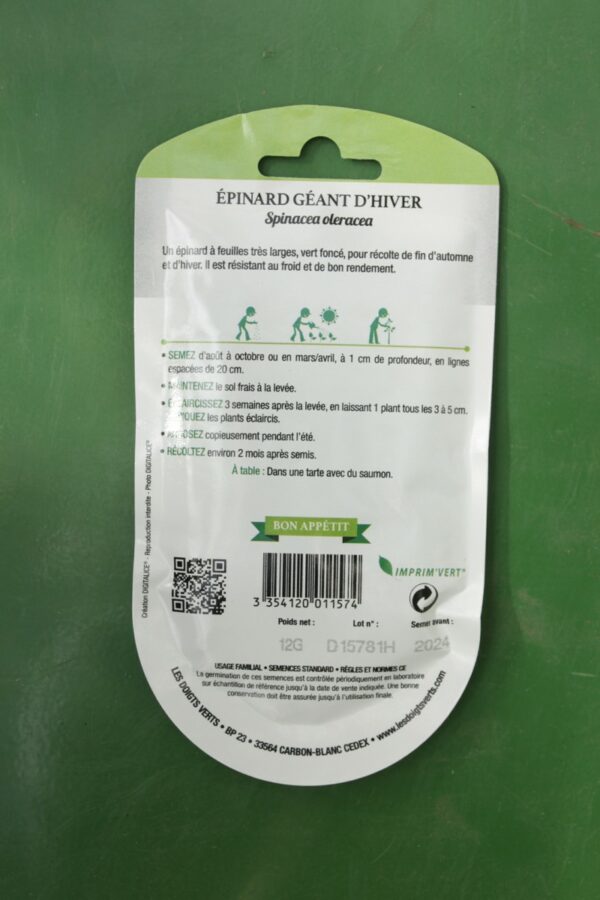 ÉPINARD GÉANT D'HIVER
Spinacea oleracea
Un épinard à feuilles très larges, vert foncé, pour récolte de fin d'automne
et d'hiver. Il est résistant au froid et de bon rendement.
• SEMEZ d'août à octobre ou en mars/avril, à 1 cm de profondeur, en lignes
espacées de 20 cm.
• MAINTENEZ le sol frais à la levée.
• ÉCLAIRCISSEZ 3 semaines après la levée, en laissant 1 plant tous les 3 à 5 cm.
REPIQUEZ les plants éclaircis.
• ARROSEZ copieusement pendant l'été.
• RÉCOLTEZ environ 2 mois après semis.
À table : Dans une tarte avec du saumon.
BON APPÉTIT
Création DIGITALICE® - Reproduction interdite - Photo DIGITALICE®
IMPRIM'VERT®
3 354120 011574
Poids net : Lot n° : Semer avant :
12G D15781H 2024
USAGE FAMILIAL • SEMENCES STANDARD • RÈGLES ET NORMES CE
La germination de ces semences est contrôlée périodiquement en laboratoire
sur échantillon de référence jusqu'à la date de vente indiquée. Une bonne
conservation doit être assurée jusqu'à l'utilisation finale.
LES DOIGTS VERTS • BP 23 • 33564 CARBON-BLANC CEDEX • www.lesdoigtsverts.com